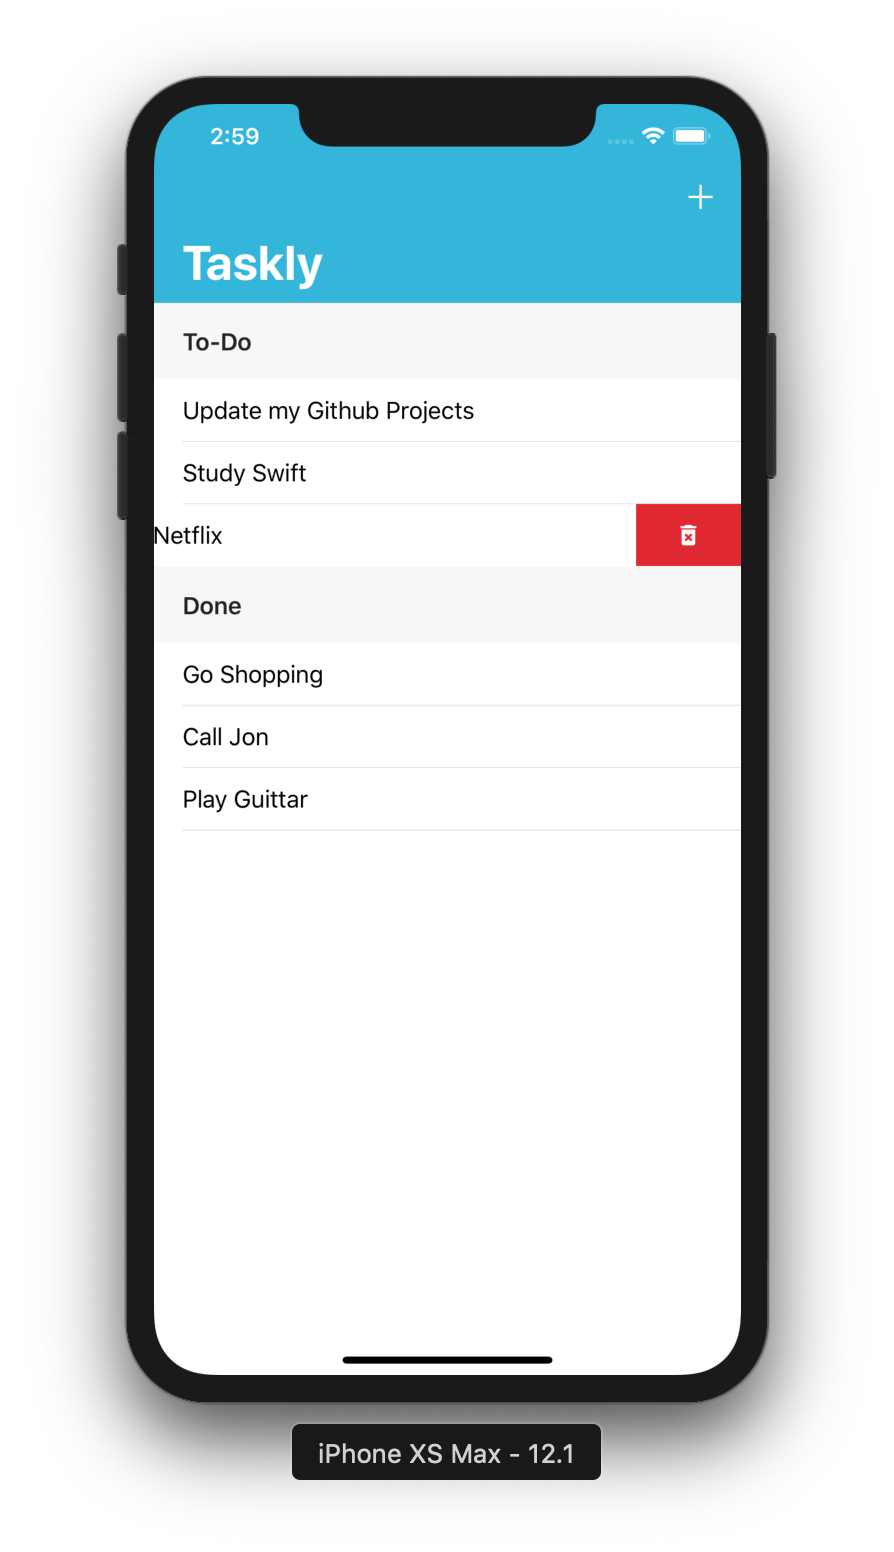 2:59
Taskly
To-Do
Update my Github Projects
Study Swift
Netflix
Done
Go Shopping
Call Jon
Play Guittar
iPhone XS Max - 12.1